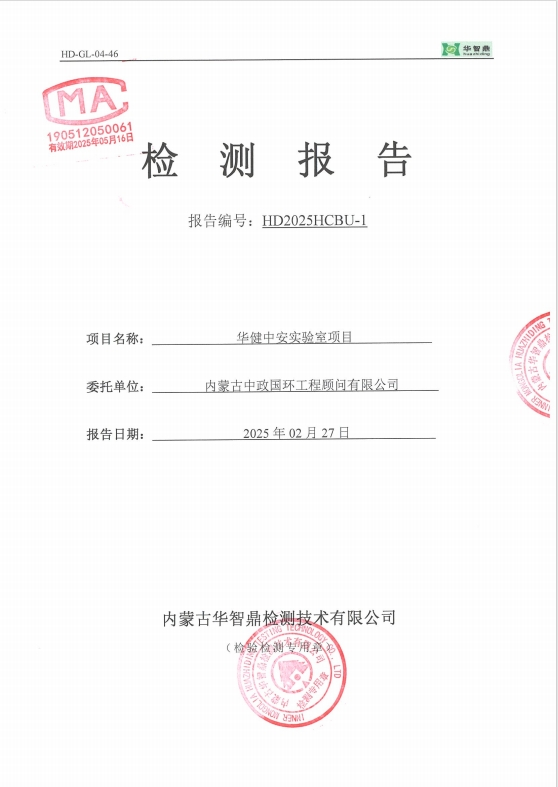 HD-GL-04-46
华智鼎
Huazhiding
MA
190512050061
有效期2025年05月16日
检测报告
报告编号：HD2025HCBU-1
项目名称：华健中安实验室项目
委托单位：内蒙古中政国环工程顾问有限公司
报告日期：2025 年 02 月 27 日
内蒙古华智鼎检测技术有限公司
（检验检测专用章）